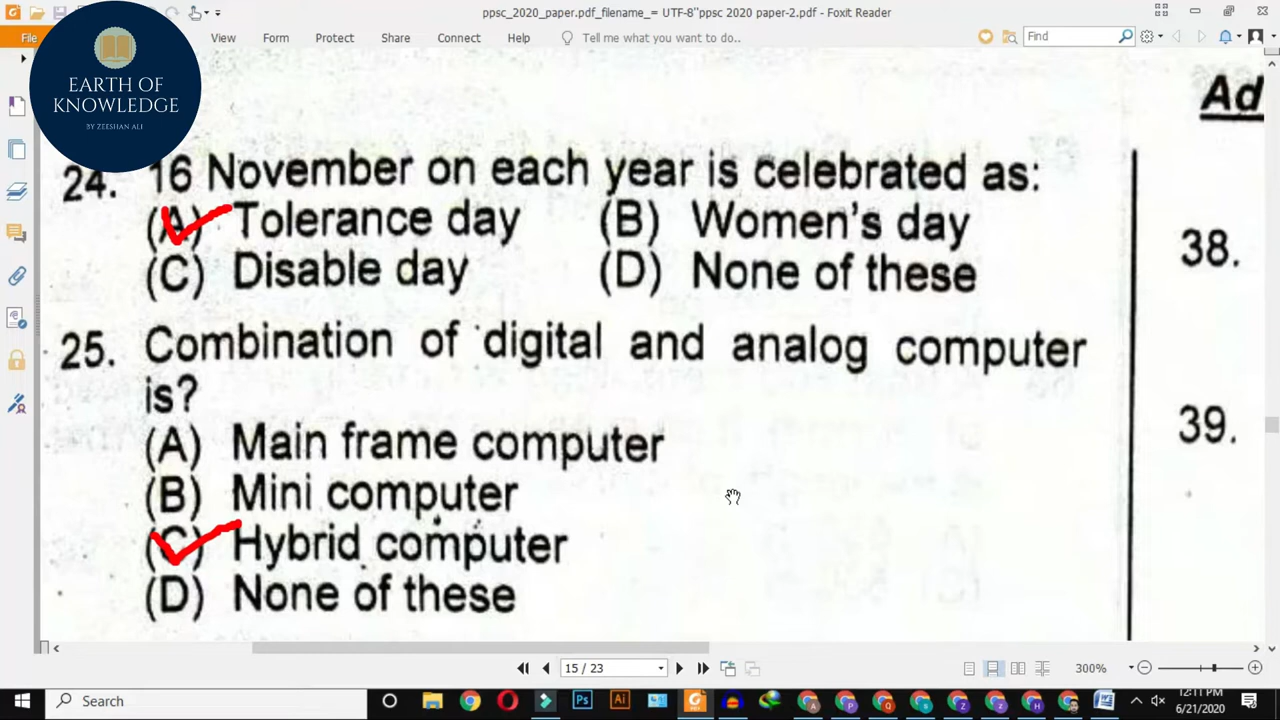 ppsc_2020_paper.pdf_filename_= UTF-8''ppsc 2020 paper-2.pdf - Foxit Reader
File View Form Protect Share Connect Help Tell me what you want to do.. Find
EARTH OF
KNOWLEDGE
BY ZEESHAN ALI
Ad
24. 16 November on each year is celebrated as:
(A) Tolerance day (B) Women's day
(C) Disable day (D) None of these
38.
25. Combination of digital and analog computer
is?
(A) Main frame computer
39.
(B) Mini computer
(C) Hybrid computer
(D) None of these
15 / 23 300%
Search
12:11 PM
6/21/2020